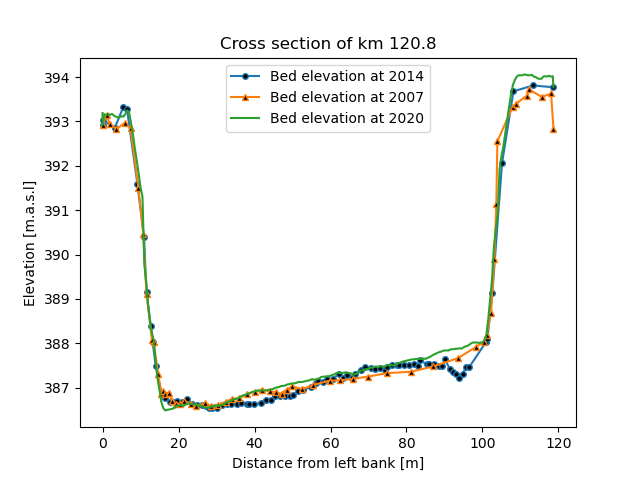 Cross section of km 120.8
Bed elevation at 2014
Bed elevation at 2007
Bed elevation at 2020
Elevation [m.a.s.l]
394
393
392
391
390
389
388
387
0 20 40 60 80 100 120
Distance from left bank [m]